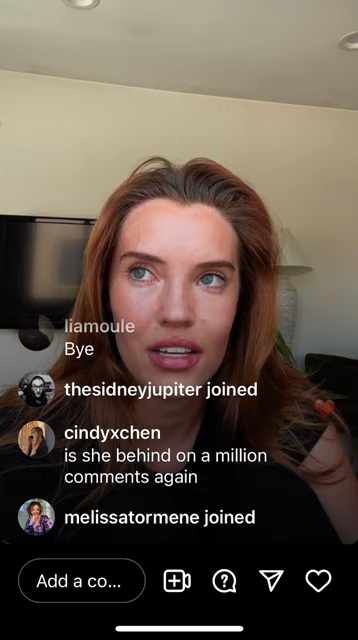 liamoule
Bye
thesidneyjupiter joined
cindyxchen
is she behind on a million
comments again
melissatormene joined
Add a co...